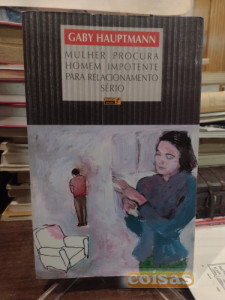 GABY HAUPTMANN
MULHER PROCURA
HOMEM IMPOTENTE
PARA RELACIONAMENTO
SÉRIO
coisas